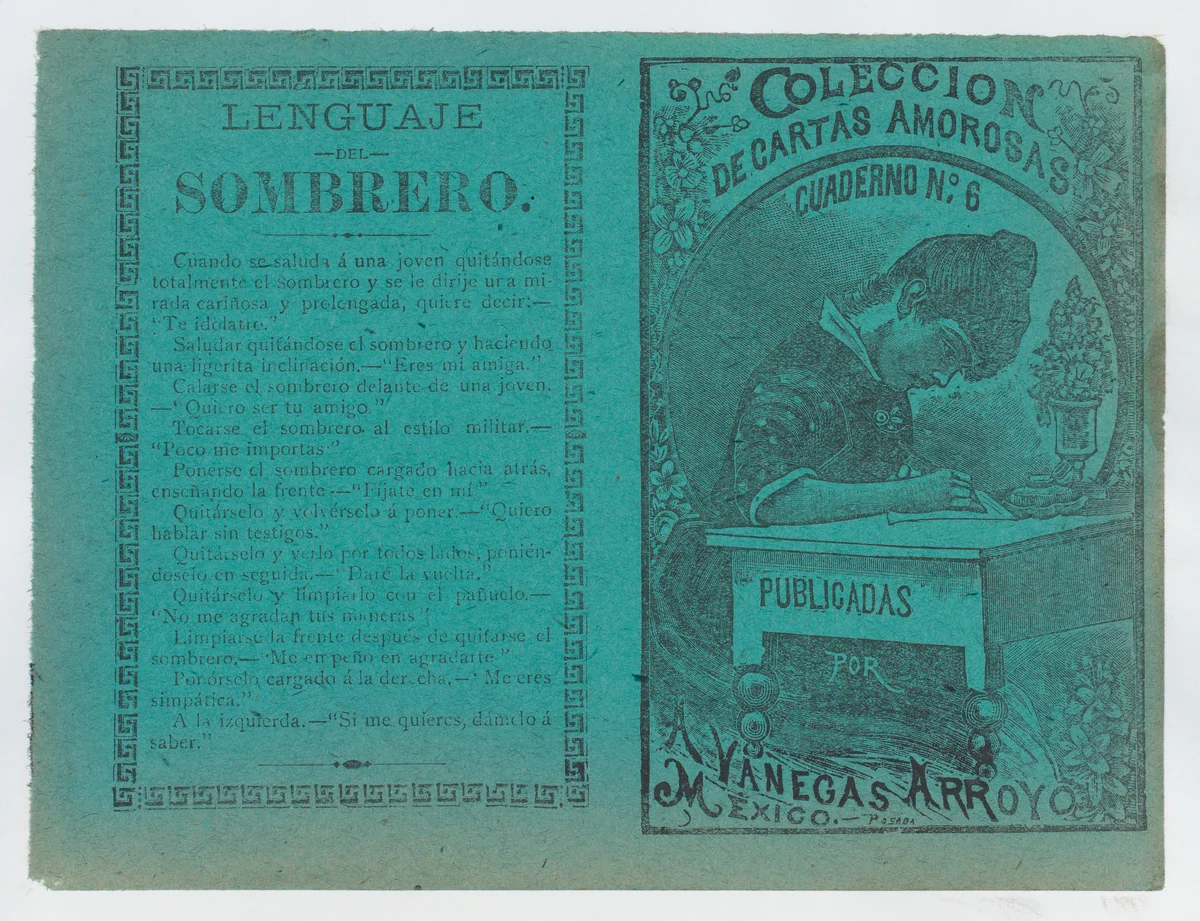 LENGUAJE
—DEL—
SOMBRERO.
Cuando se saluda á una joven quitándose
totalmente el sombrero y se le dirije una mi-
rada cariñosa y prolongada, quiere decir:—
"Te idolatro."
Saludar quitándose el sombrero y haciendo
una ligerita inclinación.—"Eres mi amiga."
Calarse el sombrero delante de una joven.
—"Quiero ser tu amigo."
Tocarse el sombrero al estilo militar.—
"Poco me importas"
Ponerse el sombrero cargado hacia atrás,
enseñando la frente—"Fíjate en mí"
Quitárselo y volvérselo á poner.—"Quiero
hablar sin testigos."
Quitárselo y verlo por todos lados, ponién-
doselo en seguida.—"Daré la vuelta."
Quitárselo y limpiarlo con el pañuelo.—
"No me agradan tus maneras"
Limpiarse la frente después de quitarse el
sombrero.—"Me empeño en agradarte"
Ponérselo cargado á la derecha.—"Me eres
simpática."
A la izquierda.—"Si me quieres, dámelo á
saber."
COLECCION
DE CARTAS AMOROSAS
CUADERNO Nº. 6
PUBLICADAS
POR
A VANEGAS ARROYO
MÉXICO.—POSADA